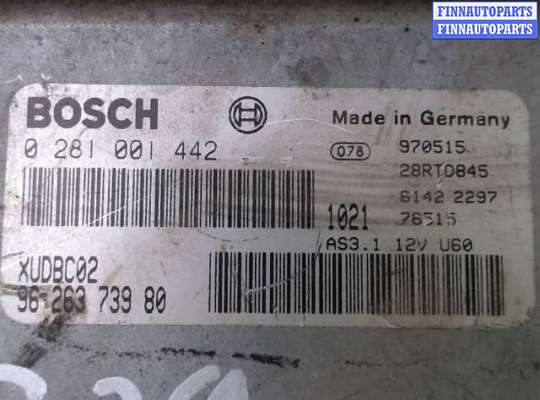 FINNAUTOPARTS
FINNAUTOPARTS
BOSCH
Made in Germany
0 281 001 442
078 970515
28RT0845
6142 2297
1021 76515
AS3.1 12V U60
XUDBC02
96 263 739 80